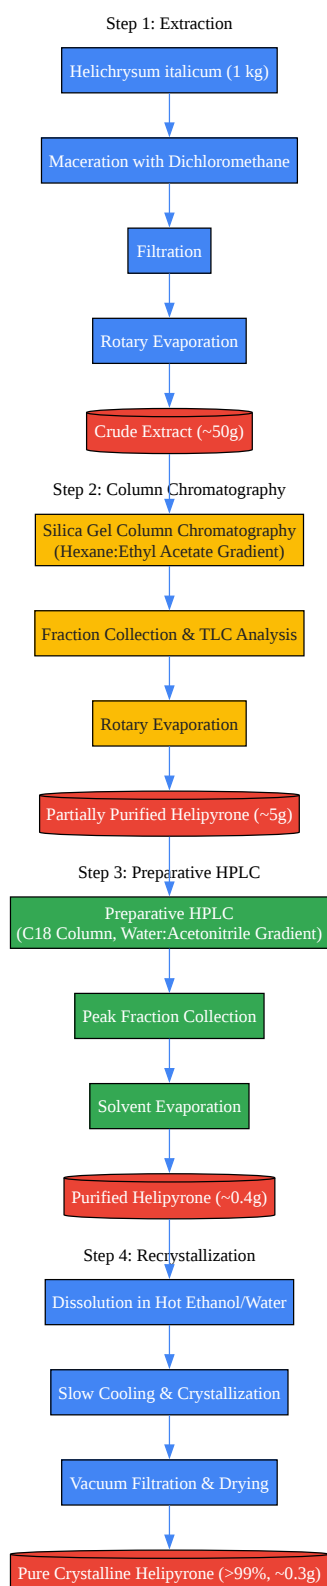 Step 1: Extraction
Helichrysum italicum (1 kg)
Maceration with Dichloromethane
Filtration
Rotary Evaporation
Crude Extract (~50g)
Step 2: Column Chromatography
Silica Gel Column Chromatography
(Hexane:Ethyl Acetate Gradient)
Fraction Collection & TLC Analysis
Rotary Evaporation
Partially Purified Helipyrone (~5g)
Step 3: Preparative HPLC
Preparative HPLC
(C18 Column, Water:Acetonitrile Gradient)
Peak Fraction Collection
Solvent Evaporation
Purified Helipyrone (~0.4g)
Step 4: Recrystallization
Dissolution in Hot Ethanol/Water
Slow Cooling & Crystallization
Vacuum Filtration & Drying
Pure Crystalline Helipyrone (>99%, ~0.3g)